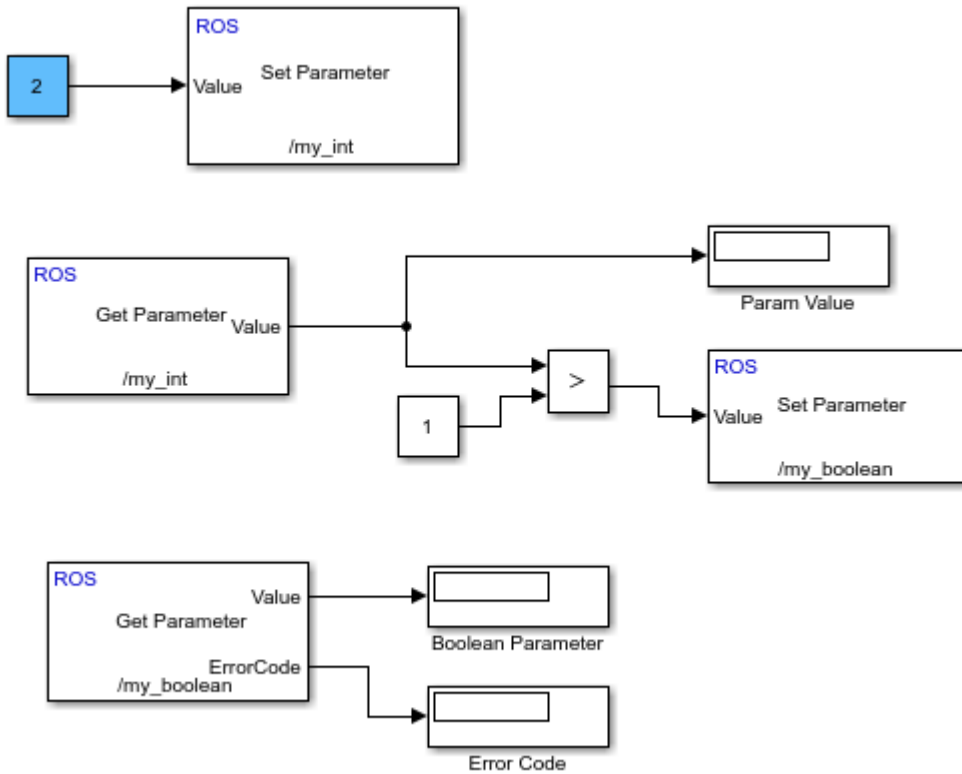 ROS
2
Value
Set Parameter
/my_int
ROS
Get Parameter
Value
/my_int
Param Value
1
>
ROS
Value
Set Parameter
/my_boolean
ROS
Value
Get Parameter
ErrorCode
/my_boolean
Boolean Parameter
Error Code